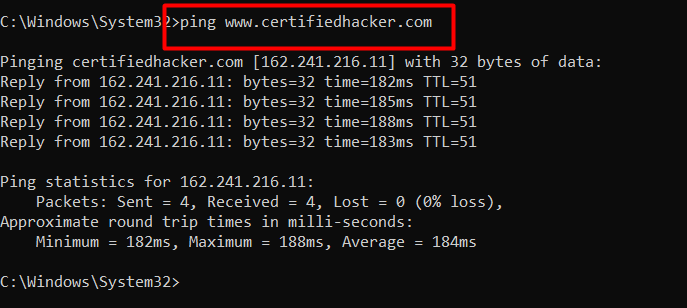 C:\Windows\System32>ping www.certifiedhacker.com
Pinging certifiedhacker.com [162.241.216.11] with 32 bytes of data:
Reply from 162.241.216.11: bytes=32 time=182ms TTL=51
Reply from 162.241.216.11: bytes=32 time=185ms TTL=51
Reply from 162.241.216.11: bytes=32 time=188ms TTL=51
Reply from 162.241.216.11: bytes=32 time=183ms TTL=51
Ping statistics for 162.241.216.11:
    Packets: Sent = 4, Received = 4, Lost = 0 (0% loss),
Approximate round trip times in milli-seconds:
    Minimum = 182ms, Maximum = 188ms, Average = 184ms
C:\Windows\System32>